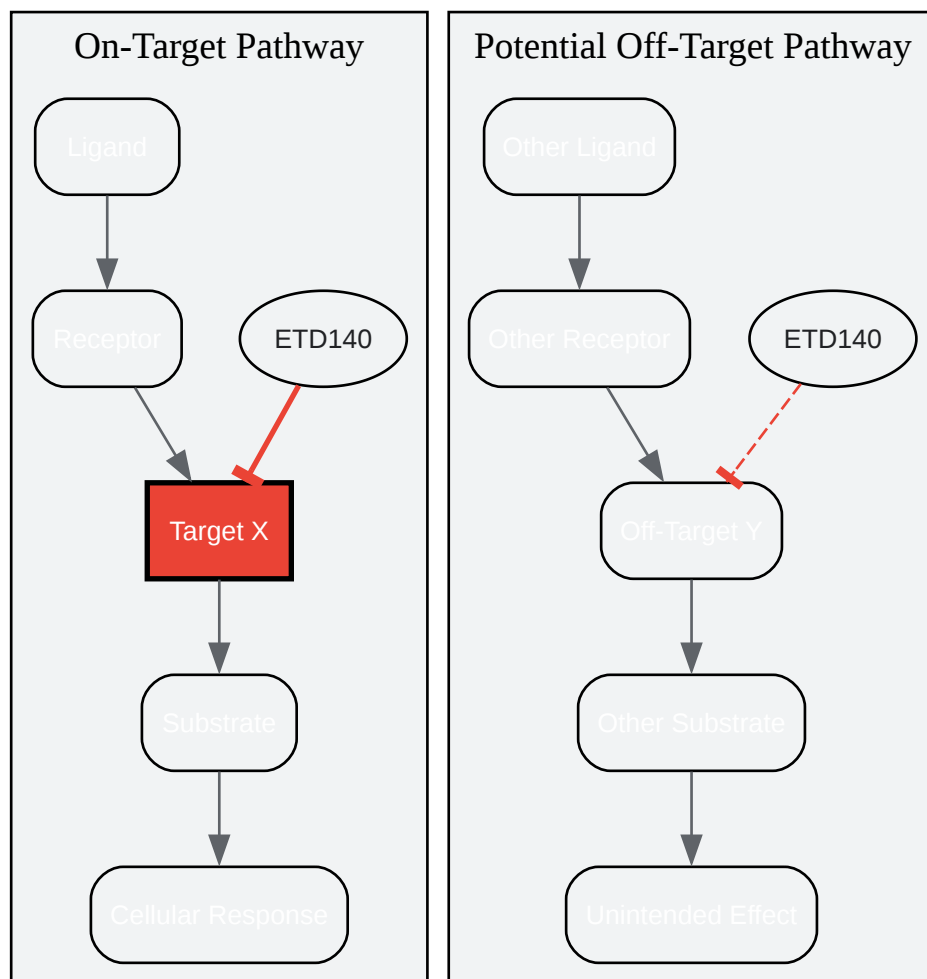 On-Target Pathway
Ligand
Receptor
ETD140
Target X
Substrate
Cellular Response
Potential Off-Target Pathway
Other Ligand
Other Receptor
ETD140
Off-Target Y
Other Substrate
Unintended Effect